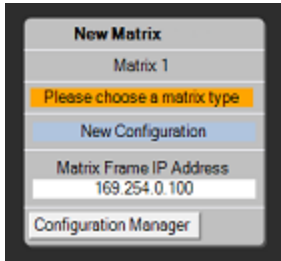 New Matrix
Matrix 1
Please choose a matrix type
New Configuration
Matrix Frame IP Address
169.254.0.100
Configuration Manager